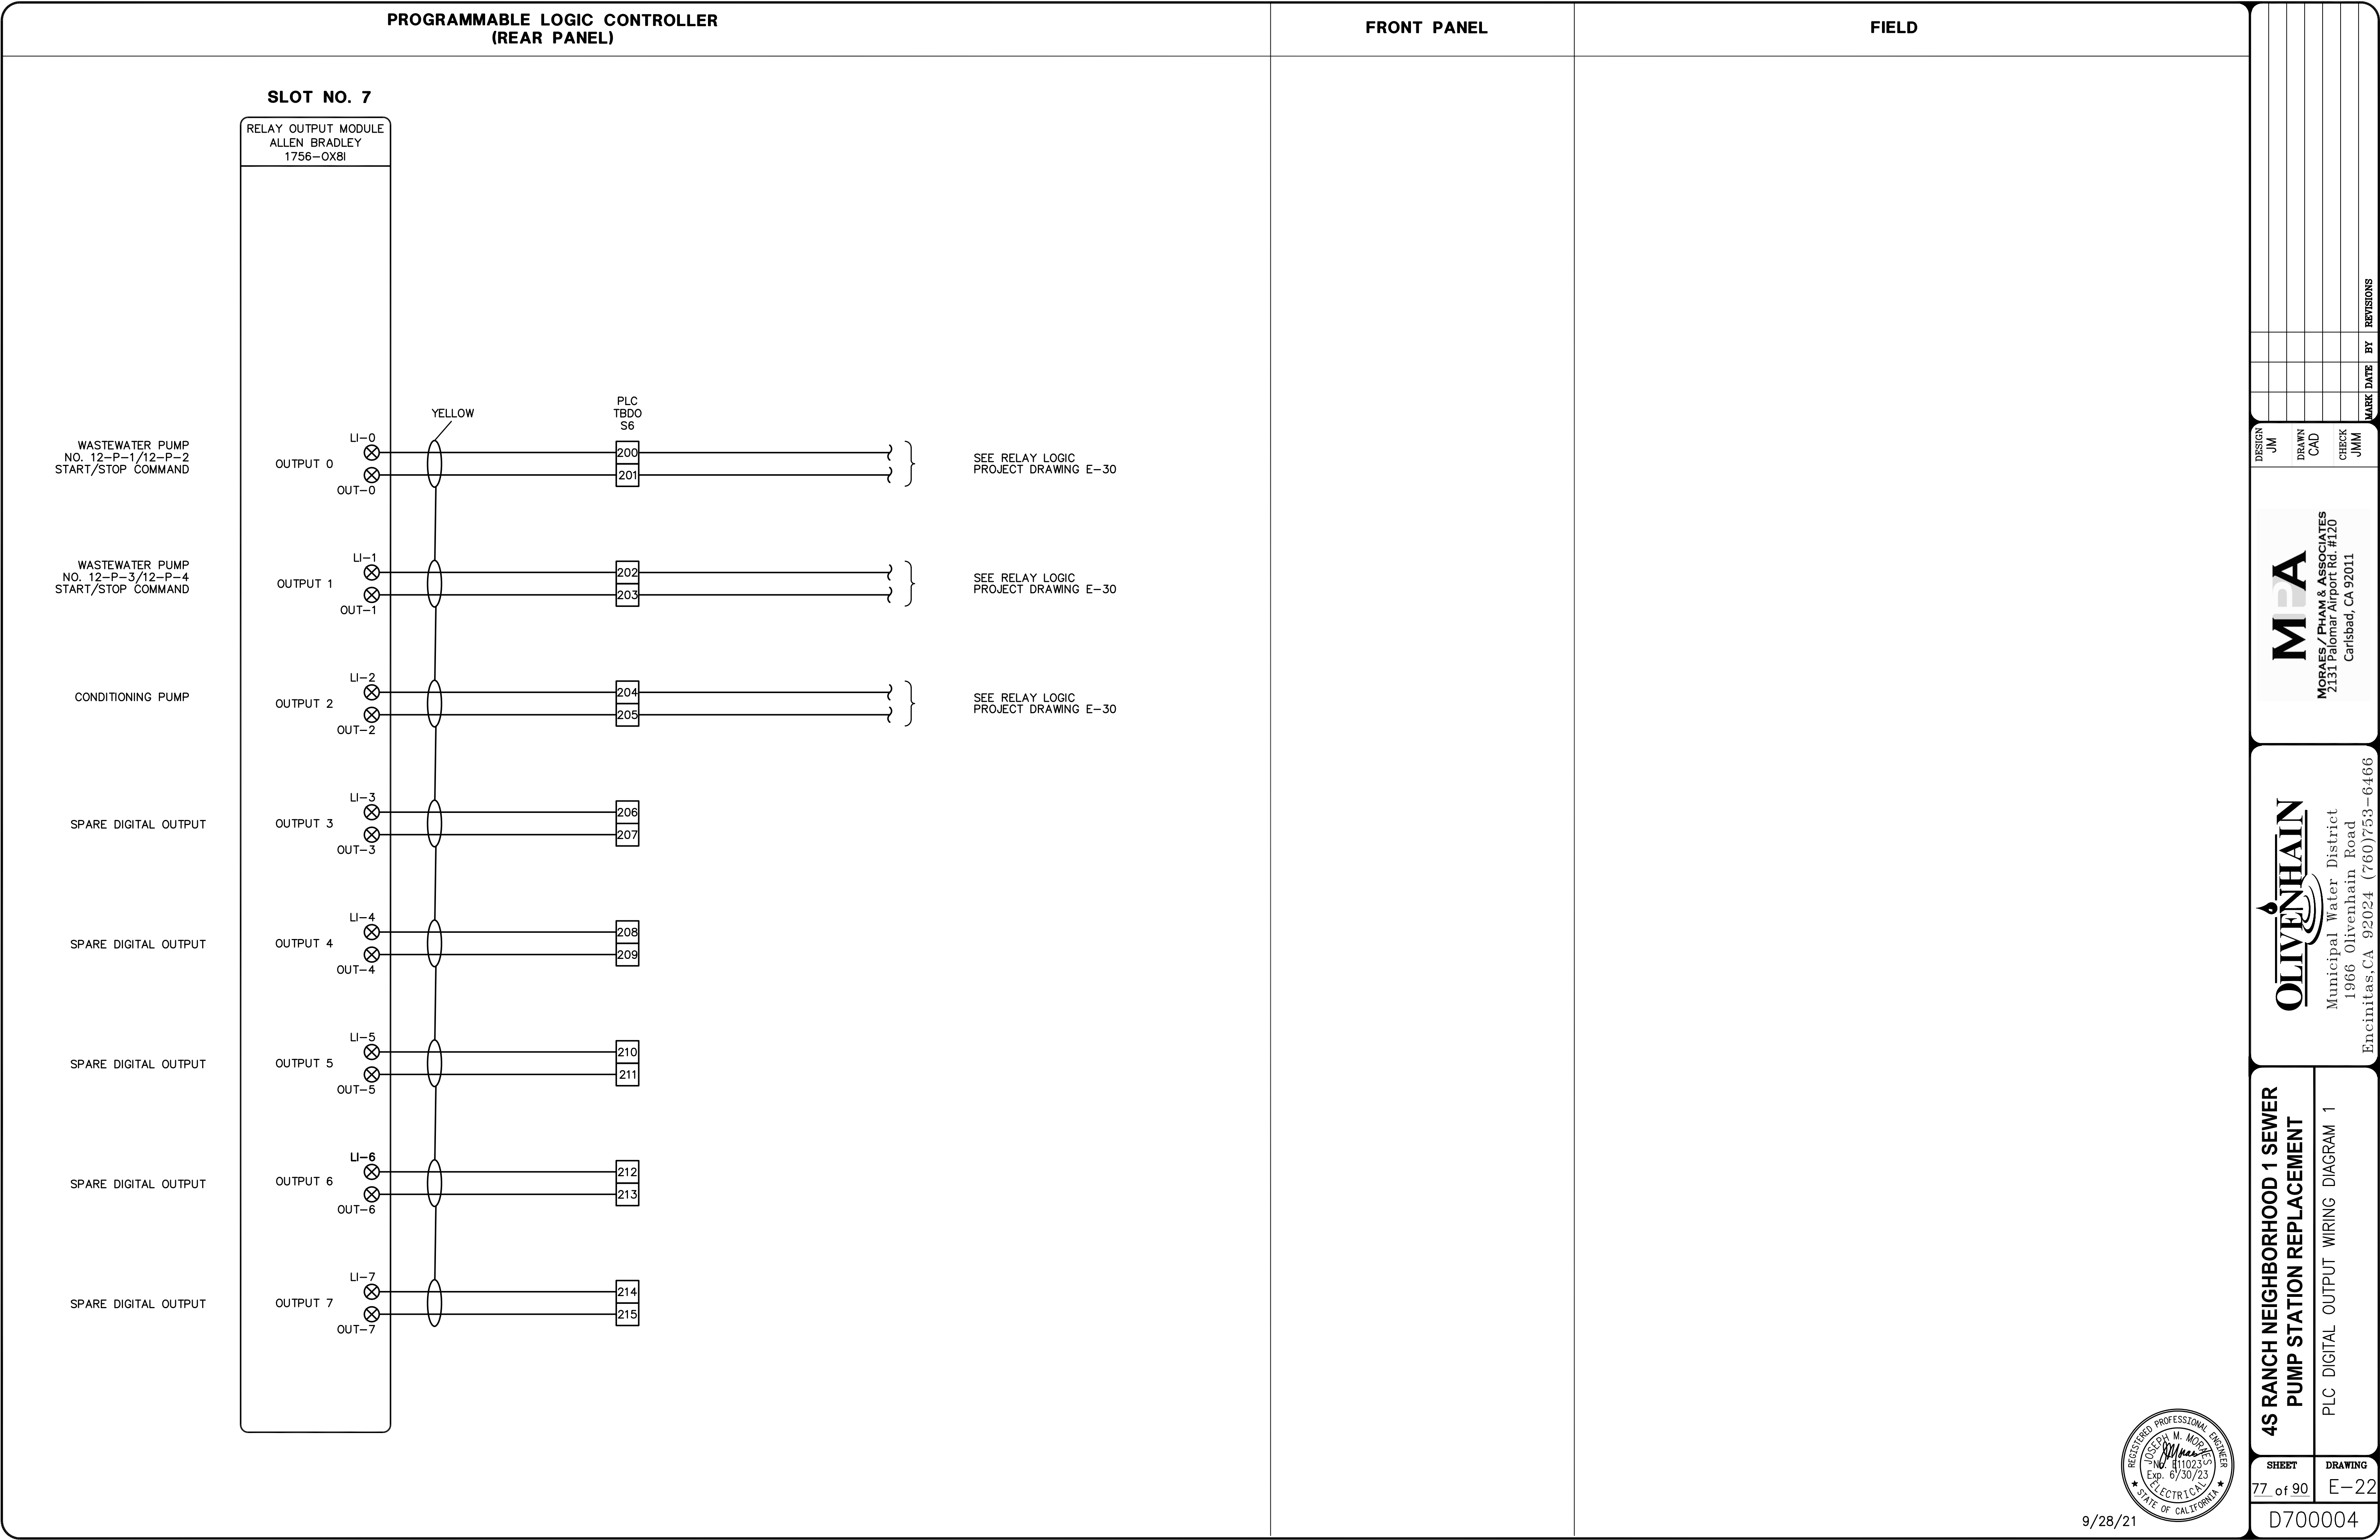 PROGRAMMABLE LOGIC CONTROLLER
(REAR PANEL)
FRONT PANEL
FIELD
SLOT NO. 7
RELAY OUTPUT MODULE
ALLEN BRADLEY
1756-OX8I
YELLOW
PLC
TBDO
S6
WASTEWATER PUMP
NO. 12-P-1/12-P-2
START/STOP COMMAND
OUTPUT 0
LI-0
OUT-0
200
201
SEE RELAY LOGIC
PROJECT DRAWING E-30
WASTEWATER PUMP
NO. 12-P-3/12-P-4
START/STOP COMMAND
OUTPUT 1
LI-1
OUT-1
202
203
SEE RELAY LOGIC
PROJECT DRAWING E-30
CONDITIONING PUMP
OUTPUT 2
LI-2
OUT-2
204
205
SEE RELAY LOGIC
PROJECT DRAWING E-30
SPARE DIGITAL OUTPUT
OUTPUT 3
LI-3
OUT-3
206
207
SPARE DIGITAL OUTPUT
OUTPUT 4
LI-4
OUT-4
208
209
SPARE DIGITAL OUTPUT
OUTPUT 5
LI-5
OUT-5
210
211
SPARE DIGITAL OUTPUT
OUTPUT 6
LI-6
OUT-6
212
213
SPARE DIGITAL OUTPUT
OUTPUT 7
LI-7
OUT-7
214
215
REGISTERED PROFESSIONAL ENGINEER
JOSEPH M. MORAES
No. E11023
Exp. 6/30/23
ELECTRICAL
STATE OF CALIFORNIA
9/28/21
MARK DATE BY REVISIONS
DESIGN
JM
DRAWN
CAD
CHECK
JMM
MPA
MORAES/PHAM & ASSOCIATES
2131 Palomar Airport Rd. #120
Carlsbad, CA 92011
OLIVENHAIN
Municipal Water District
1966 Olivenhain Road
Encinitas,CA 92024 (760)753-6466
4S RANCH NEIGHBORHOOD 1 SEWER
PUMP STATION REPLACEMENT
PLC DIGITAL OUTPUT WIRING DIAGRAM 1
SHEET
77 of 90
DRAWING
E-22
D700004